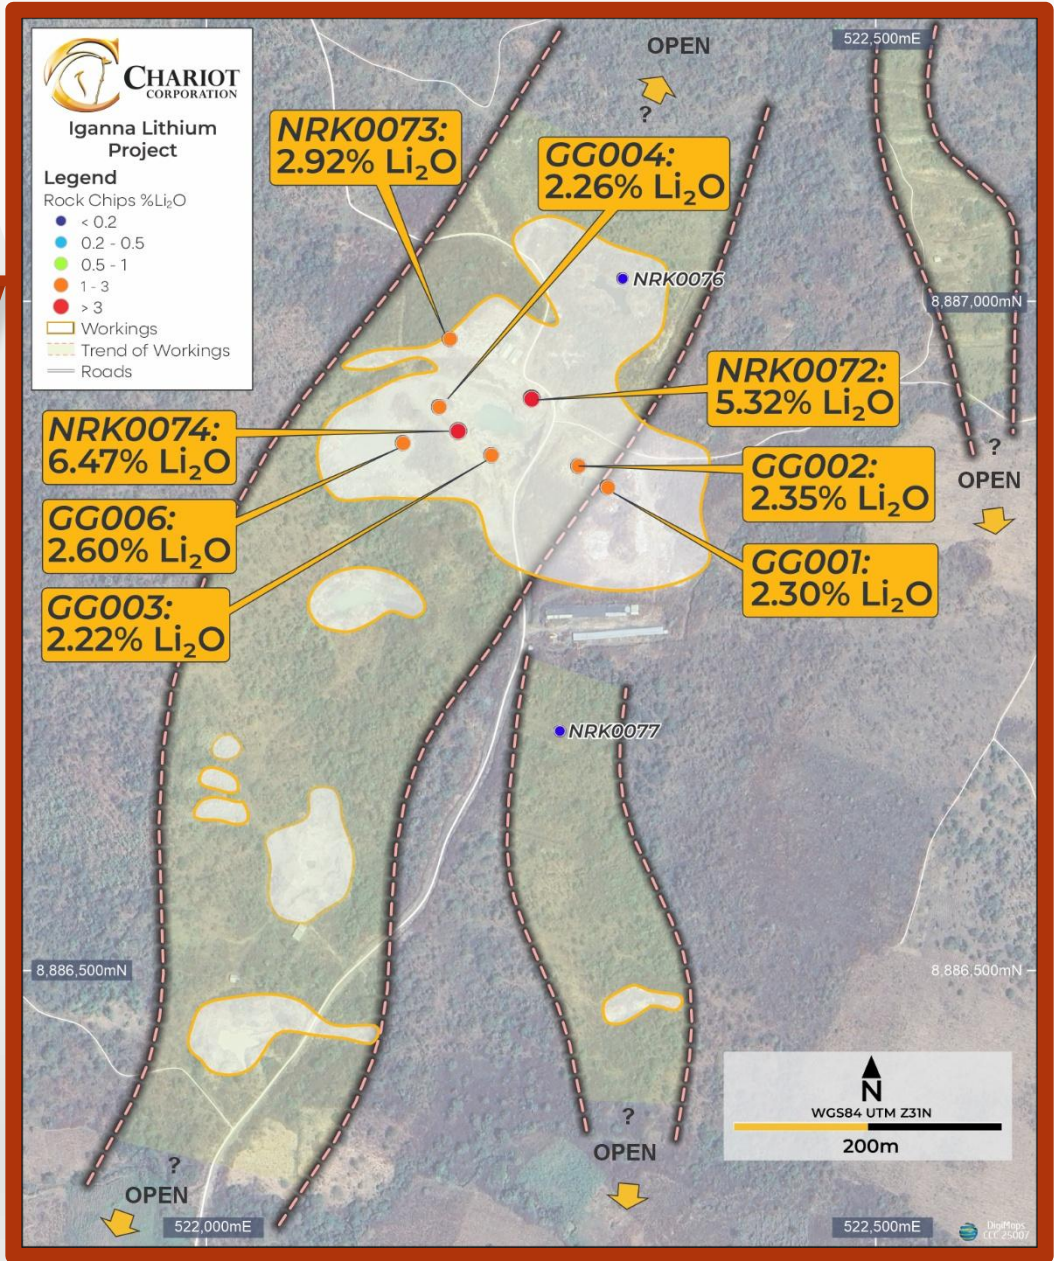 CHARIOT
CORPORATION
Iganna Lithium
Project
Legend
Rock Chips %Li₂O
< 0.2
0.2 - 0.5
0.5 - 1
1 - 3
> 3
Workings
Trend of Workings
Roads
522,500mE
OPEN
?
NRK0073:
2.92% Li₂O
GG004:
2.26% Li₂O
NRK0076
8,887,000mN
NRK0072:
5.32% Li₂O
NRK0074:
6.47% Li₂O
?
OPEN
GG002:
2.35% Li₂O
GG006:
2.60% Li₂O
GG001:
2.30% Li₂O
GG003:
2.22% Li₂O
NRK0077
8,886,500mN
8,886,500mN
N
WGS84 UTM Z31N
200m
?
OPEN
?
OPEN
522,000mE
522,500mE
DigiMaps
CCC 25007